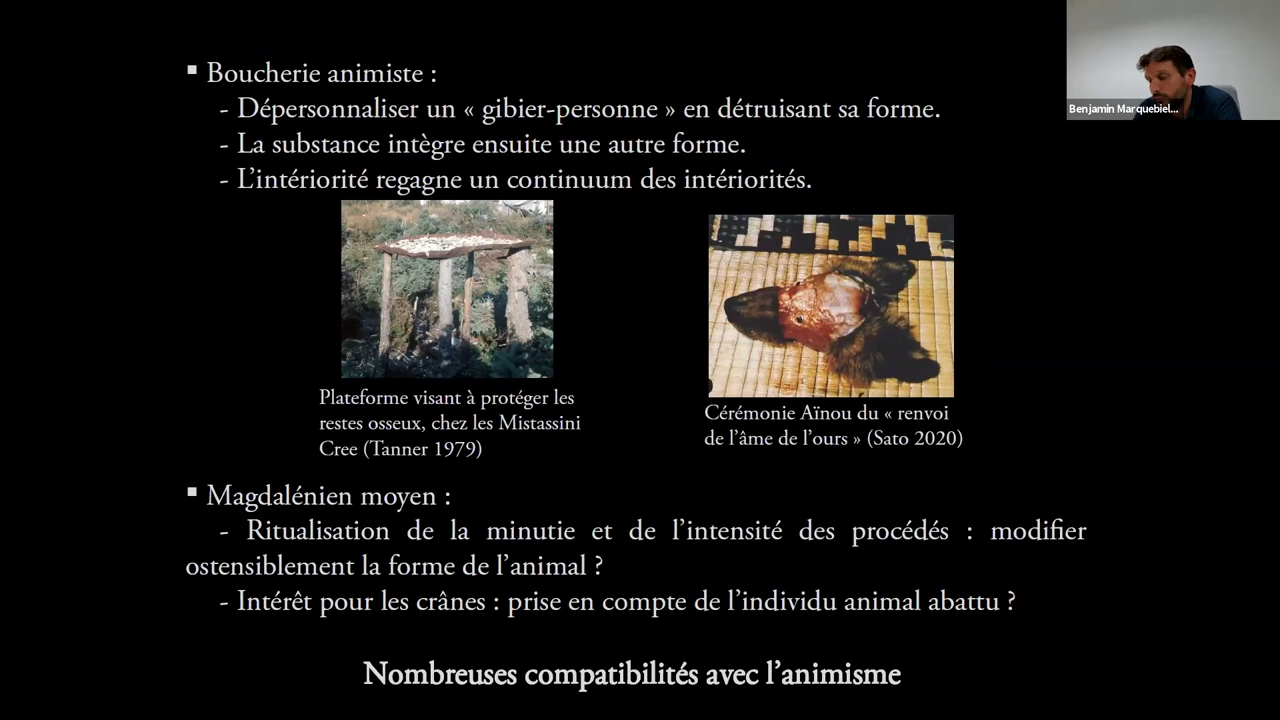 Boucherie animiste :
- Dépersonnaliser un « gibier-personne » en détruisant sa forme.
- La substance intègre ensuite une autre forme.
- L'intériorité regagne un continuum des intériorités.
Benjamin Marquebiel...
Plateforme visant à protéger les
restes osseux, chez les Mistassini
Cree (Tanner 1979)
Cérémonie Aïnou du « renvoi
de l'âme de l'ours » (Sato 2020)
Magdalénien moyen :
- Ritualisation de la minutie et de l'intensité des procédés : modifier
ostensiblement la forme de l'animal ?
- Intérêt pour les crânes : prise en compte de l'individu animal abattu ?
Nombreuses compatibilités avec l'animisme